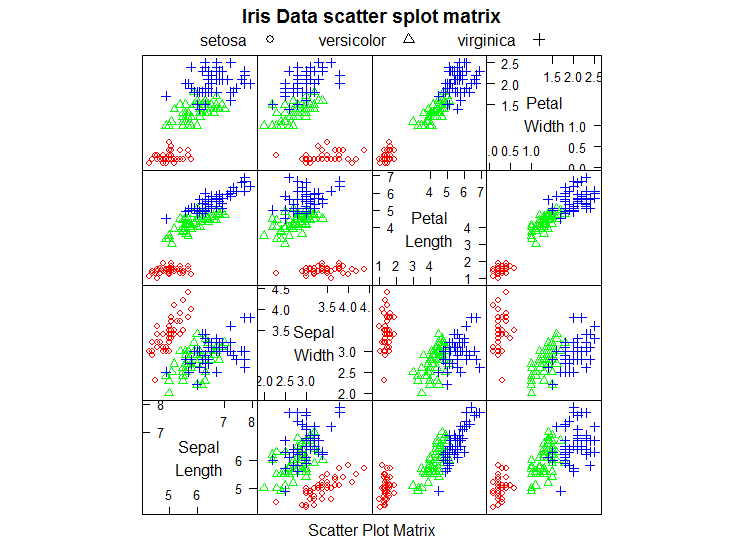 Iris Data scatter splot matrix
setosa versicolor virginica
2.5
1.5 2.0 2.5
2.0
Petal
1.5
Width 1.0
0.5
.0 0.5 1.0
0.0
7
4 5 6 7
6
5
Petal
4
4
Length
3
2
1 2 3 4
1
4.5
3.5 4.0 4.
4.0
3.5
Sepal
3.0
Width
2.5
2.0 2.5 3.0
2.0
8
7 8
7
Sepal
6
Length
5
5 6
Scatter Plot Matrix